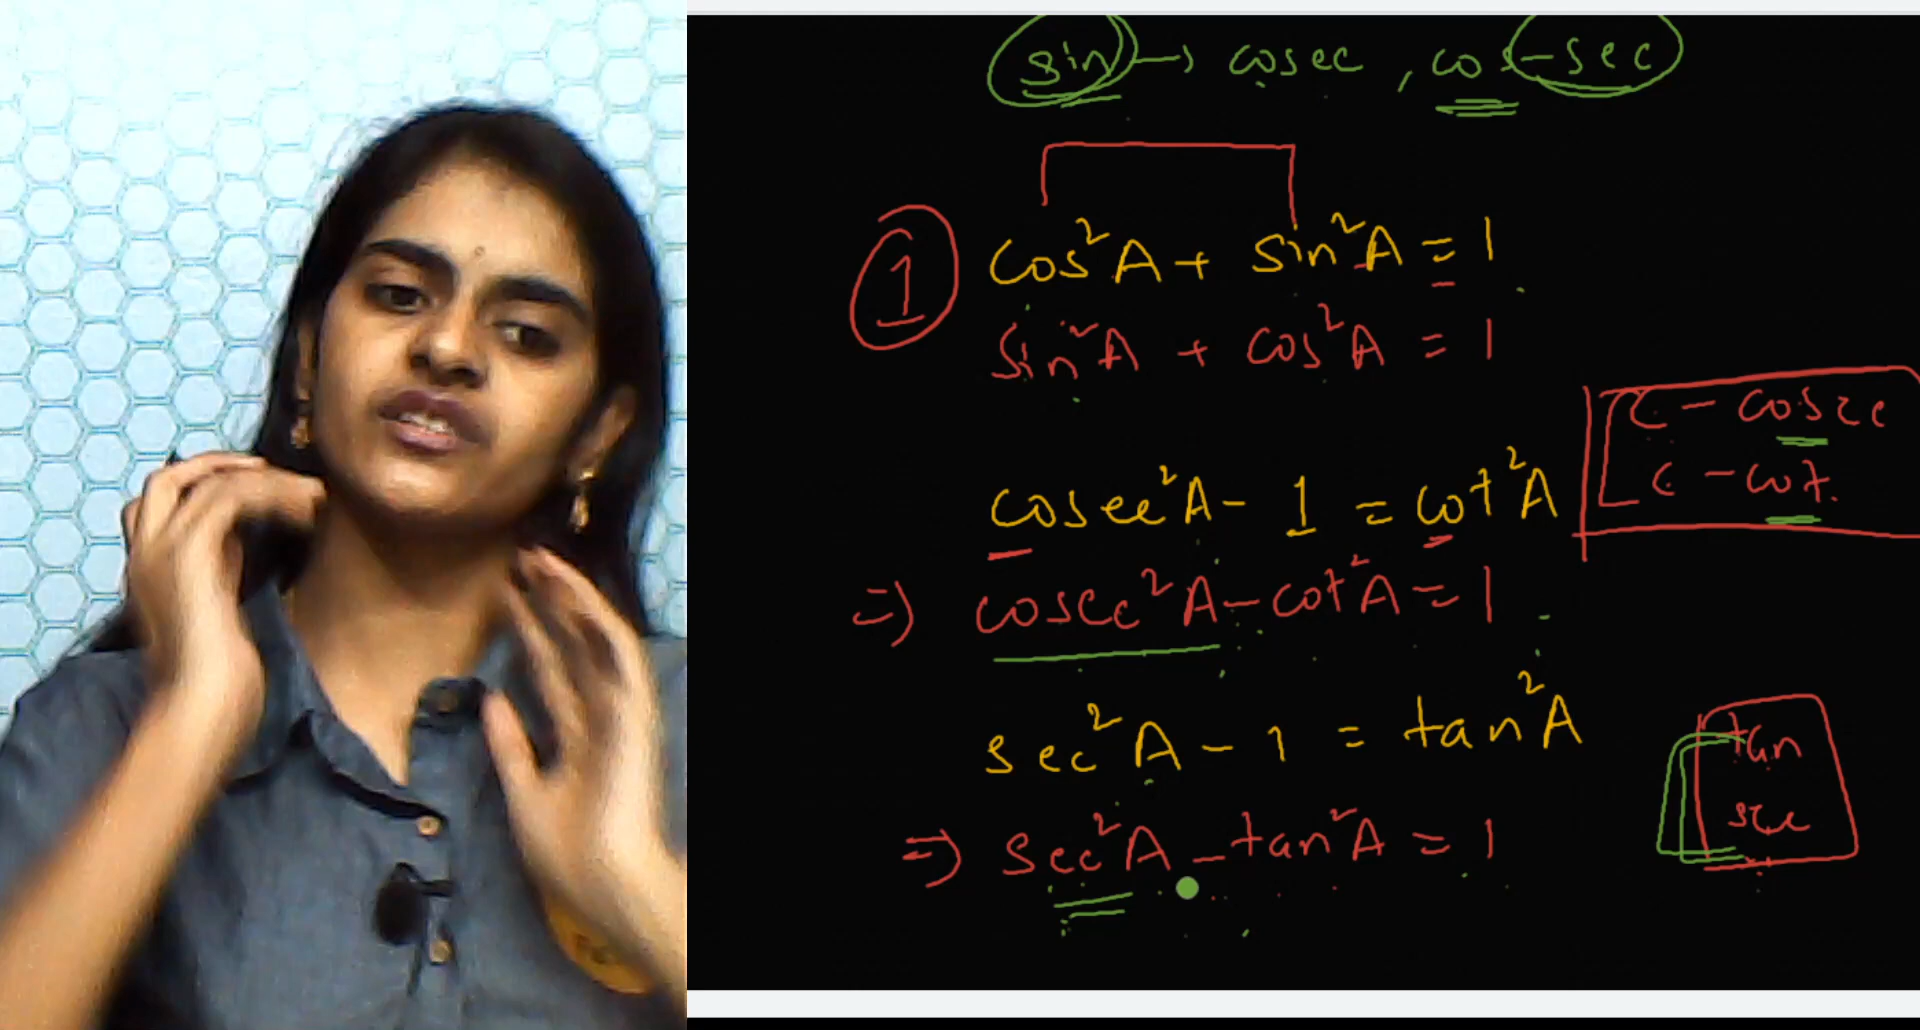 sin → cosec , cos - sec
1
cos²A + sin²A = 1
sin²A + cos²A = 1
C - cosec
C - cot.
cosec²A - 1 = cot²A
=) cosec²A - cot²A = 1
sec²A - 1 = tan²A
tan
sec
=) sec²A - tan²A = 1